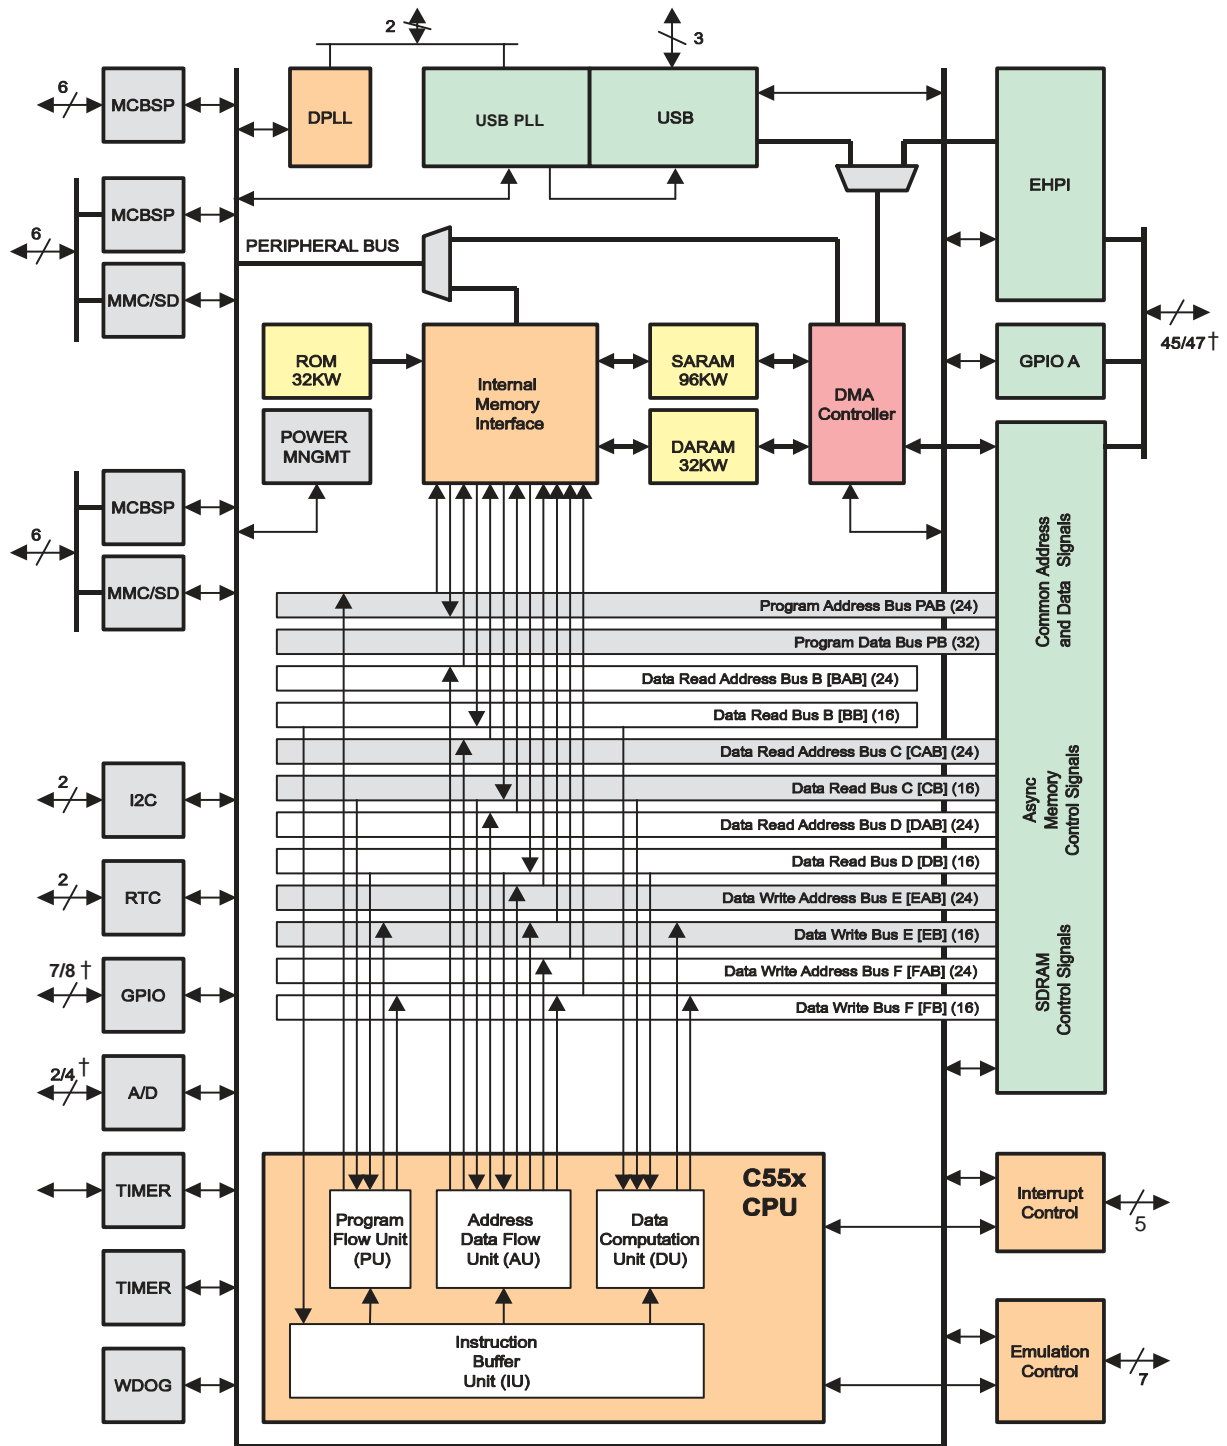 2
3
6
MCBSP
DPLL
USB PLL
USB
EHPI
MCBSP
6
PERIPHERAL BUS
MMC/SD
45/47†
ROM
32KW
Internal
Memory
Interface
SARAM
96KW
DMA
Controller
GPIO A
POWER
MNGMT
DARAM
32KW
MCBSP
6
MMC/SD
Common Address
and Data Signals
Program Address Bus PAB (24)
Program Data Bus PB (32)
Data Read Address Bus B [BAB] (24)
Data Read Bus B [BB] (16)
Data Read Address Bus C [CAB] (24)
Data Read Bus C [CB] (16)
Data Read Address Bus D [DAB] (24)
Data Read Bus D [DB] (16)
Data Write Address Bus E [EAB] (24)
Data Write Bus E [EB] (16)
Data Write Address Bus F [FAB] (24)
Data Write Bus F [FB] (16)
Async
Memory
Control Signals
SDRAM
Control Signals
2
I2C
2
RTC
7/8 †
GPIO
2/4 †
A/D
TIMER
TIMER
WDOG
C55x
CPU
Program
Flow Unit
(PU)
Address
Data Flow
Unit (AU)
Data
Computation
Unit (DU)
Instruction
Buffer
Unit (IU)
Interrupt
Control
5
Emulation
Control
7